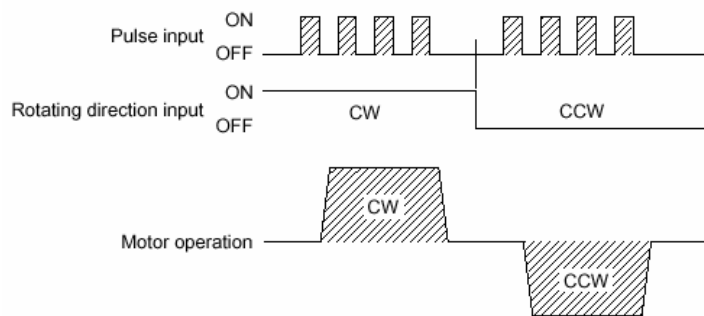 ON
Pulse input
OFF
ON
Rotating direction input
CW
CCW
OFF
CW
Motor operation
CCW